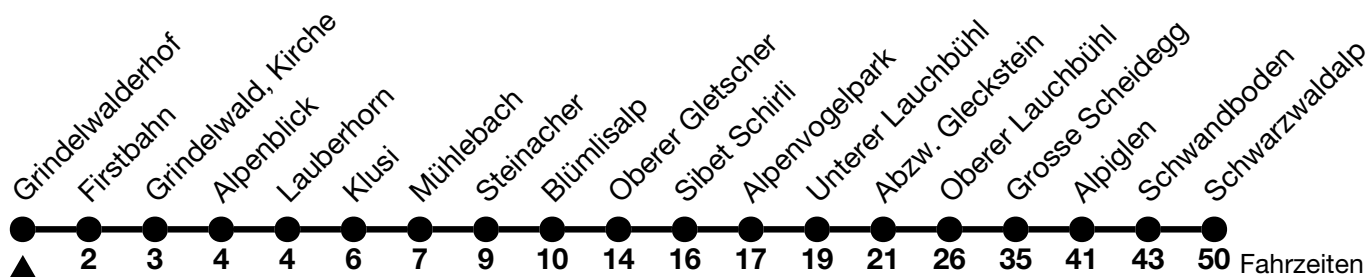 Grindelwalderhof
Firstbahn
Grindelwald, Kirche
Alpenblick
Lauberhorn
Klusi
Mühlebach
Steinacher
Blümlisalp
Oberer Gletscher
Sibet Schirli
Alpenvogelpark
Unterer Lauchbühl
Abzw. Gleckstein
Oberer Lauchbühl
Grosse Scheidegg
Alpiglen
Schwandboden
Schwarzwaldalp
2 3 4 4 6 7 9 10 14 16 17 19 21 26 35 41 43 50 Fahrzeiten